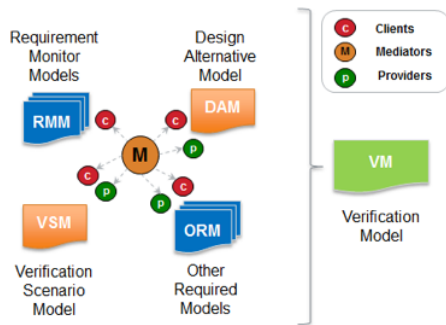 Requirement
Monitor
Models
Design
Alternative
Model
C
Clients
M
Mediators
P
Providers
RMM
C
C
DAM
M
P
C
P
C
P
VSM
ORM
VM
Verification
Model
Verification
Scenario
Model
Other
Required
Models